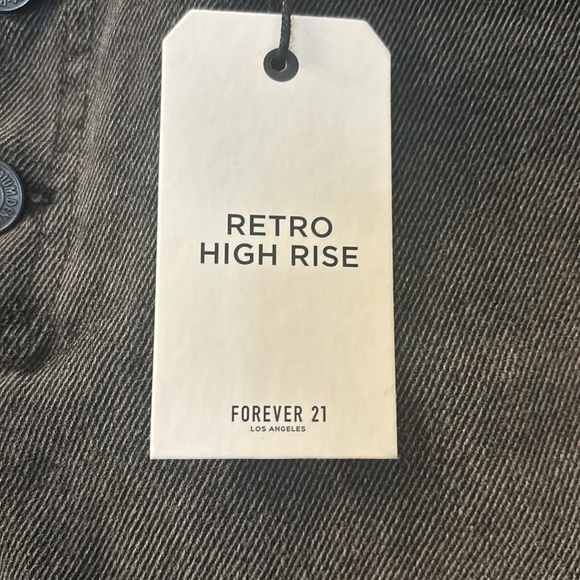 RETRO
HIGH RISE
FOREVER 21
LOS ANGELES